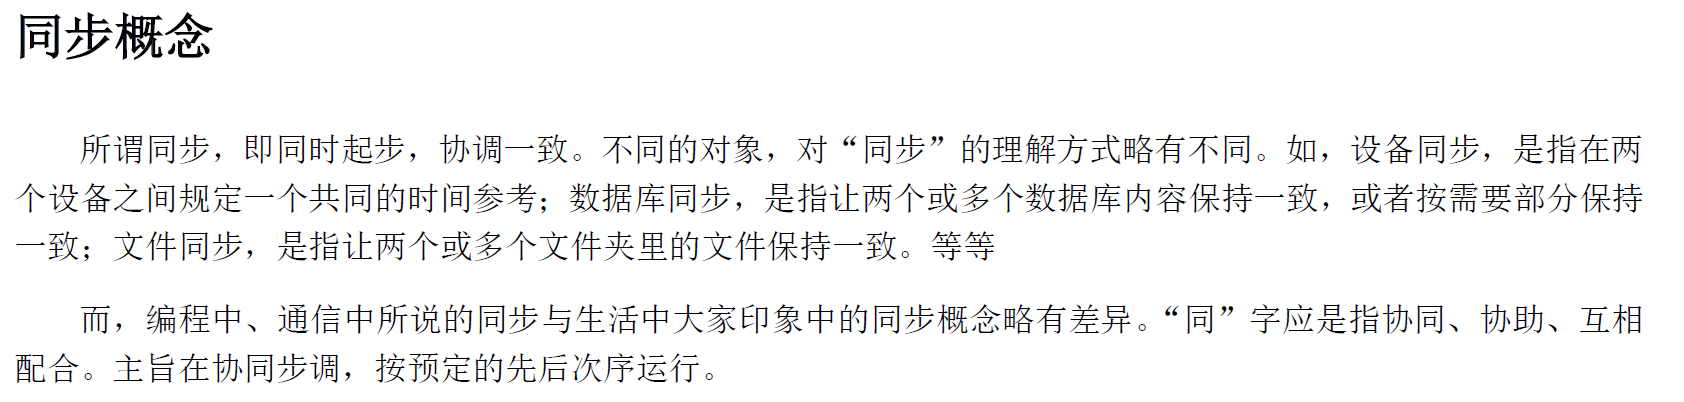 同步概念
所谓同步，即同时起步，协调一致。不同的对象，对“同步”的理解方式略有不同。如，设备同步，是指在两
个设备之间规定一个共同的时间参考；数据库同步，是指让两个或多个数据库内容保持一致，或者按需要部分保持
一致；文件同步，是指让两个或多个文件夹里的文件保持一致。等等
而，编程中、通信中所说的同步与生活中大家印象中的同步概念略有差异。“同”字应是指协同、协助、互相
配合。主旨在协同步调，按预定的先后次序运行。